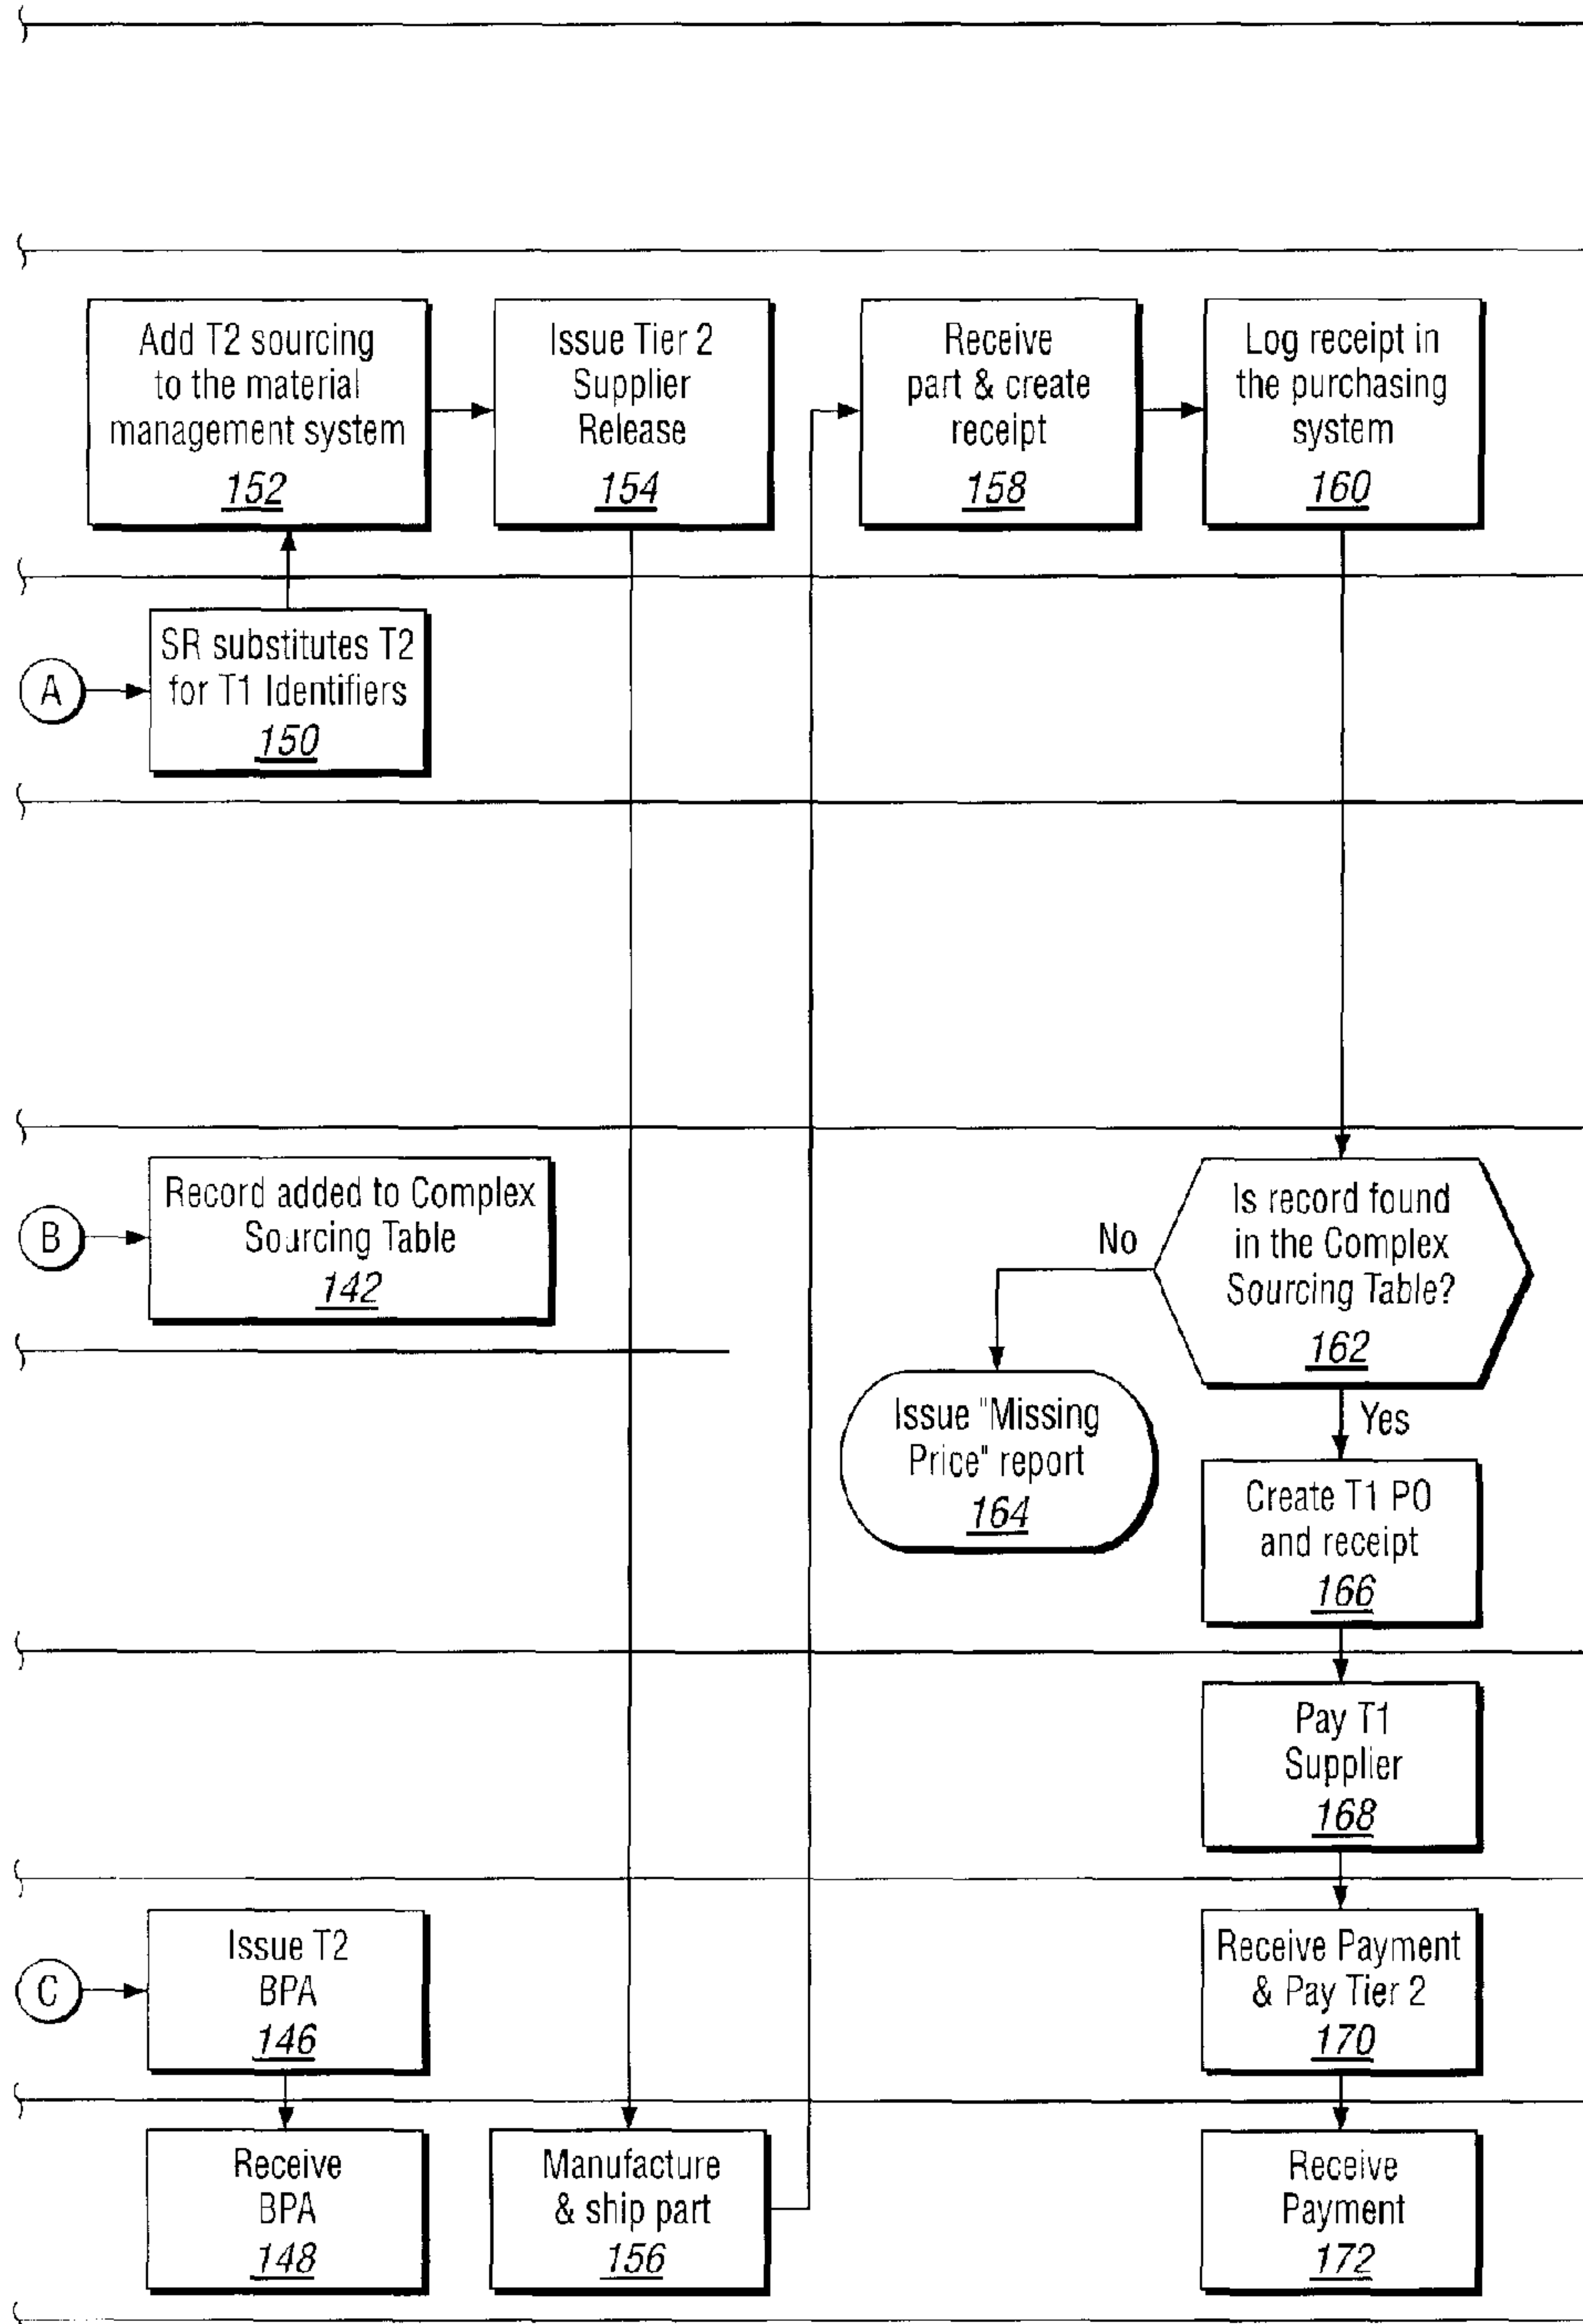 Add T2 sourcing
to the material
management system
152
Issue Tier 2
Supplier
Release
154
Receive
part & create
receipt
158
Log receipt in
the purchasing
system
160
A
SR substitutes T2
for T1 Identifiers
150
B
Record added to Complex
Sourcing Table
142
No
Is record found
in the Complex
Sourcing Table?
162
Yes
Issue "Missing
Price" report
164
Create T1 PO
and receipt
166
Pay T1
Supplier
168
C
Issue T2
BPA
146
Receive Payment
& Pay Tier 2
170
Receive
BPA
148
Manufacture
& ship part
156
Receive
Payment
172